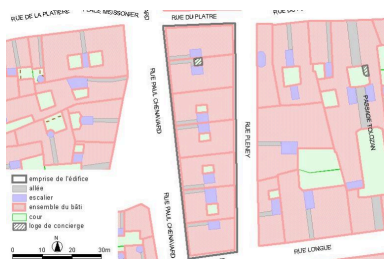 RUE DE LA PLATIÈRE
PLACE MEISSONIER
RUE DU PLATRE
RUE PAUL CHENAVARD
RUE PLENEY
PASSAGE TOLOZAN
RUE PAUL CHENAVARD
RUE LONGUE
emprise de l'édifice
allée
escalier
ensemble du bâti
cour
loge de concierge
N
0 10 20 30m